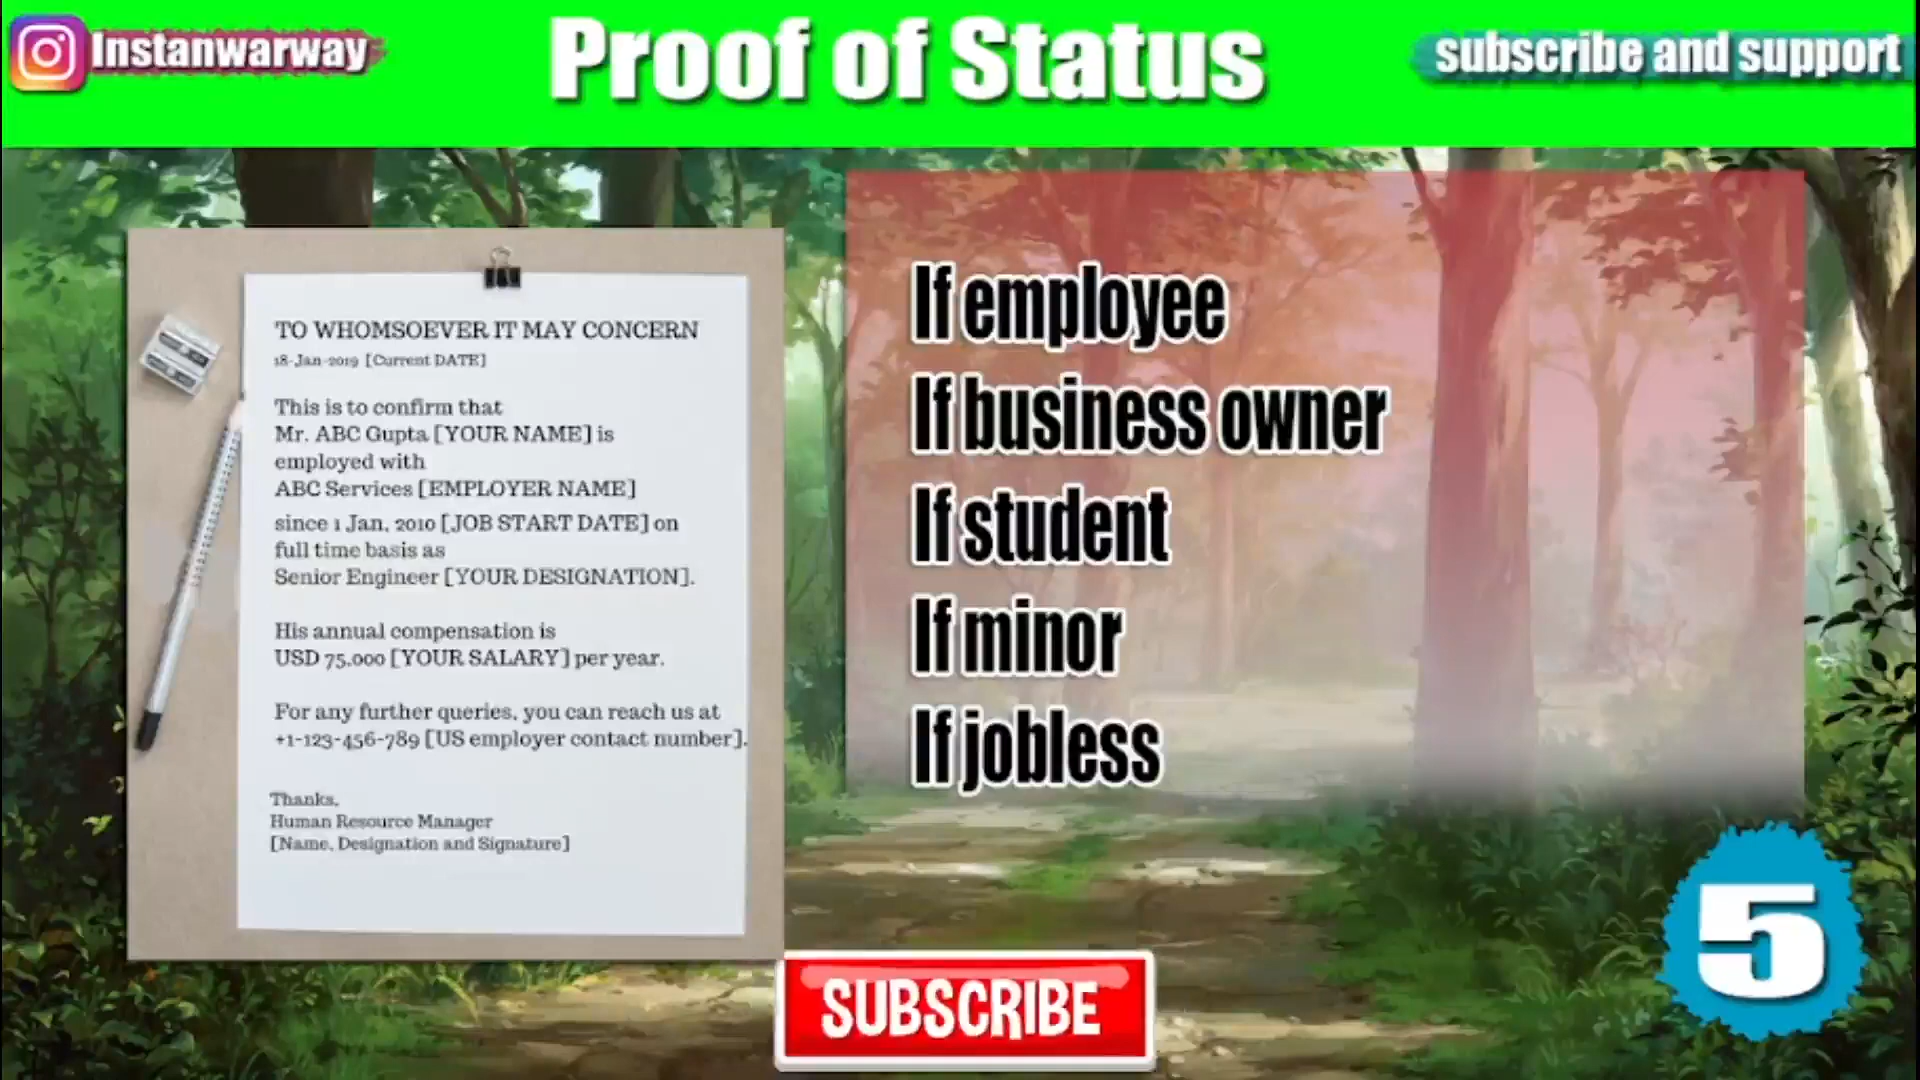 Instanwarway
Proof of Status
subscribe and support
TO WHOMSOEVER IT MAY CONCERN
18-Jan-2019 [Current DATE]
This is to confirm that
Mr. ABC Gupta [YOUR NAME] is
employed with
ABC Services [EMPLOYER NAME]
since 1 Jan, 2010 [JOB START DATE] on
full time basis as
Senior Engineer [YOUR DESIGNATION].
His annual compensation is
USD 75,000 [YOUR SALARY] per year.
For any further queries, you can reach us at
+1-123-456-789 [US employer contact number].
Thanks,
Human Resource Manager
[Name, Designation and Signature]
If employee
If business owner
If student
If minor
If jobless
5
SUBSCRIBE